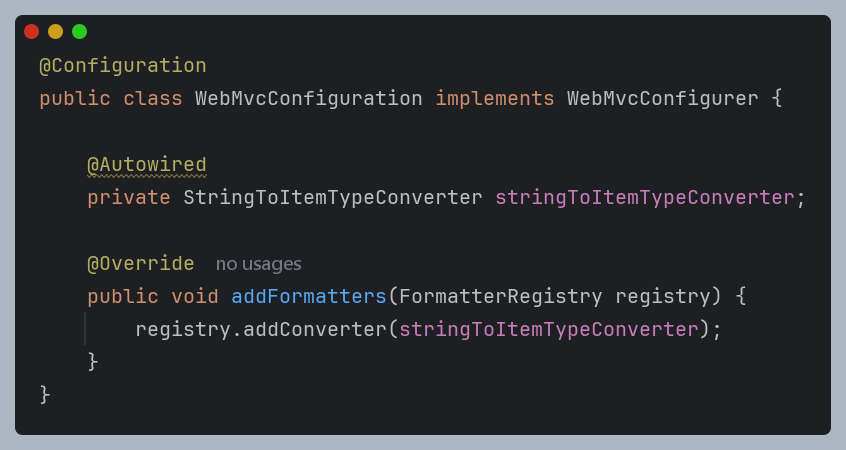 @Configuration
public class WebMvcConfiguration implements WebMvcConfigurer {
@Autowired
private StringToItemTypeConverter stringToItemTypeConverter;
@Override no usages
public void addFormatters(FormatterRegistry registry) {
registry.addConverter(stringToItemTypeConverter);
}
}